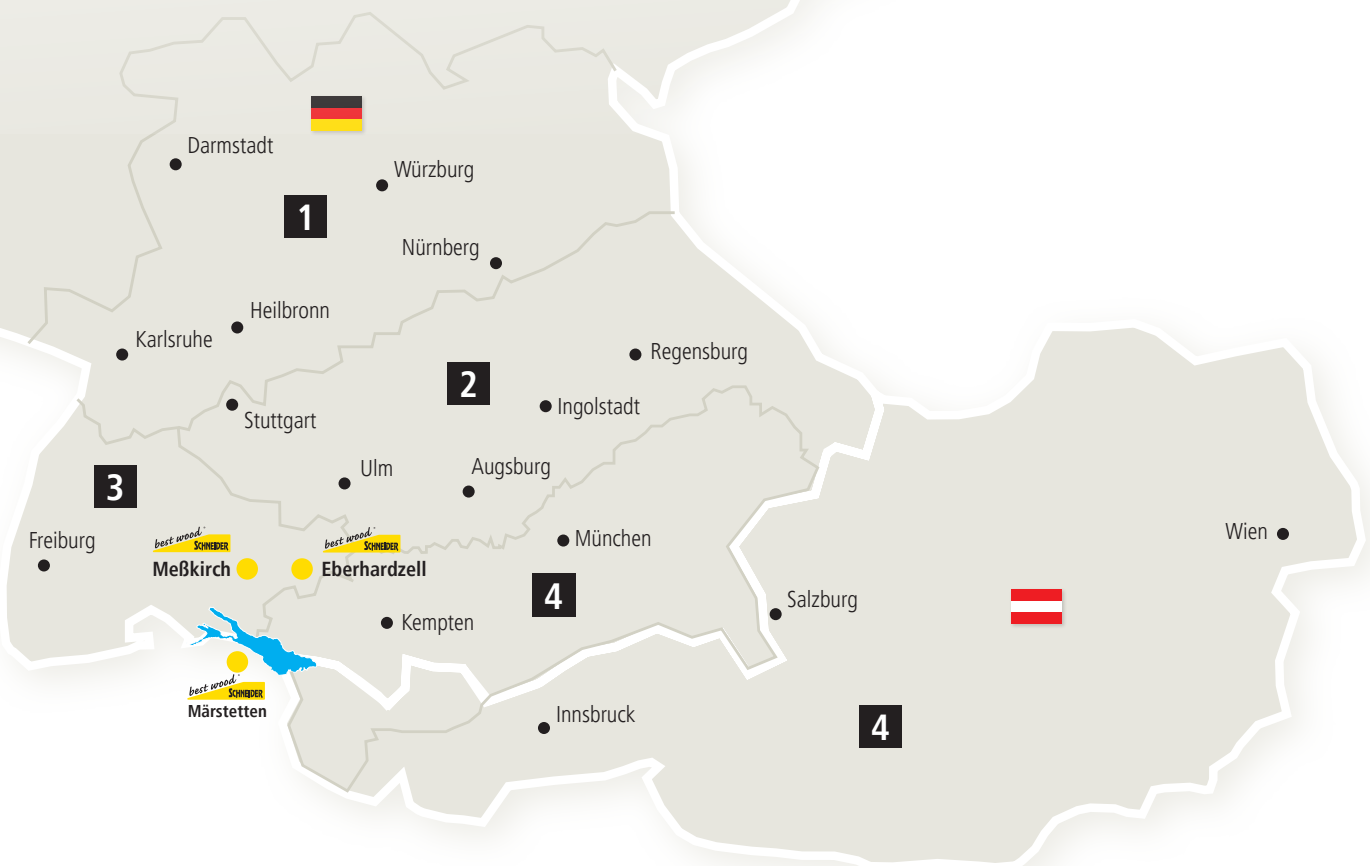 Darmstadt
Würzburg
1
Nürnberg
Heilbronn
Karlsruhe
Regensburg
2
Ingolstadt
Stuttgart
Ulm
Augsburg
3
Freiburg
best wood®
SCHNEIDER
Meßkirch
best wood®
SCHNEIDER
Eberhardzell
München
Wien
4
Salzburg
Kempten
best wood®
SCHNEIDER
Märstetten
Innsbruck
4